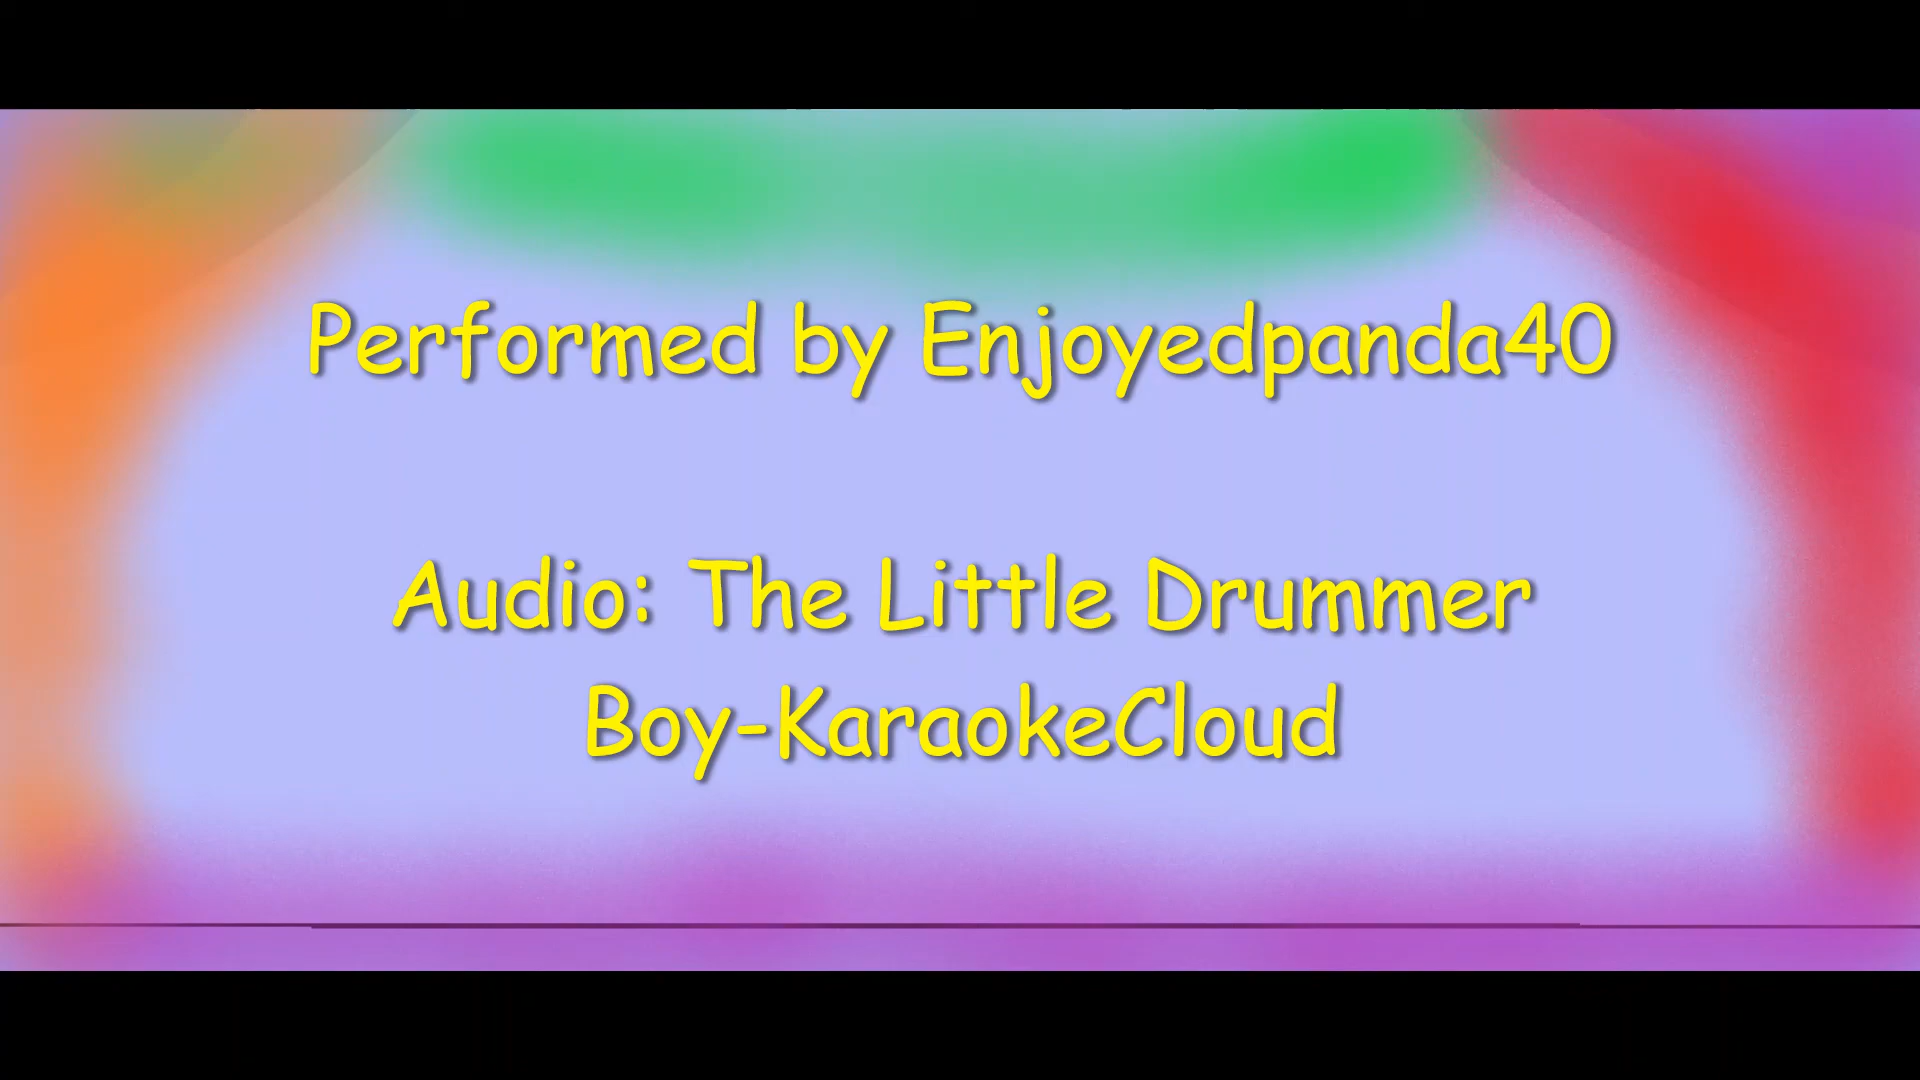 Performed by Enjoyedpanda40
Audio: The Little Drummer
Boy-KaraokeCloud